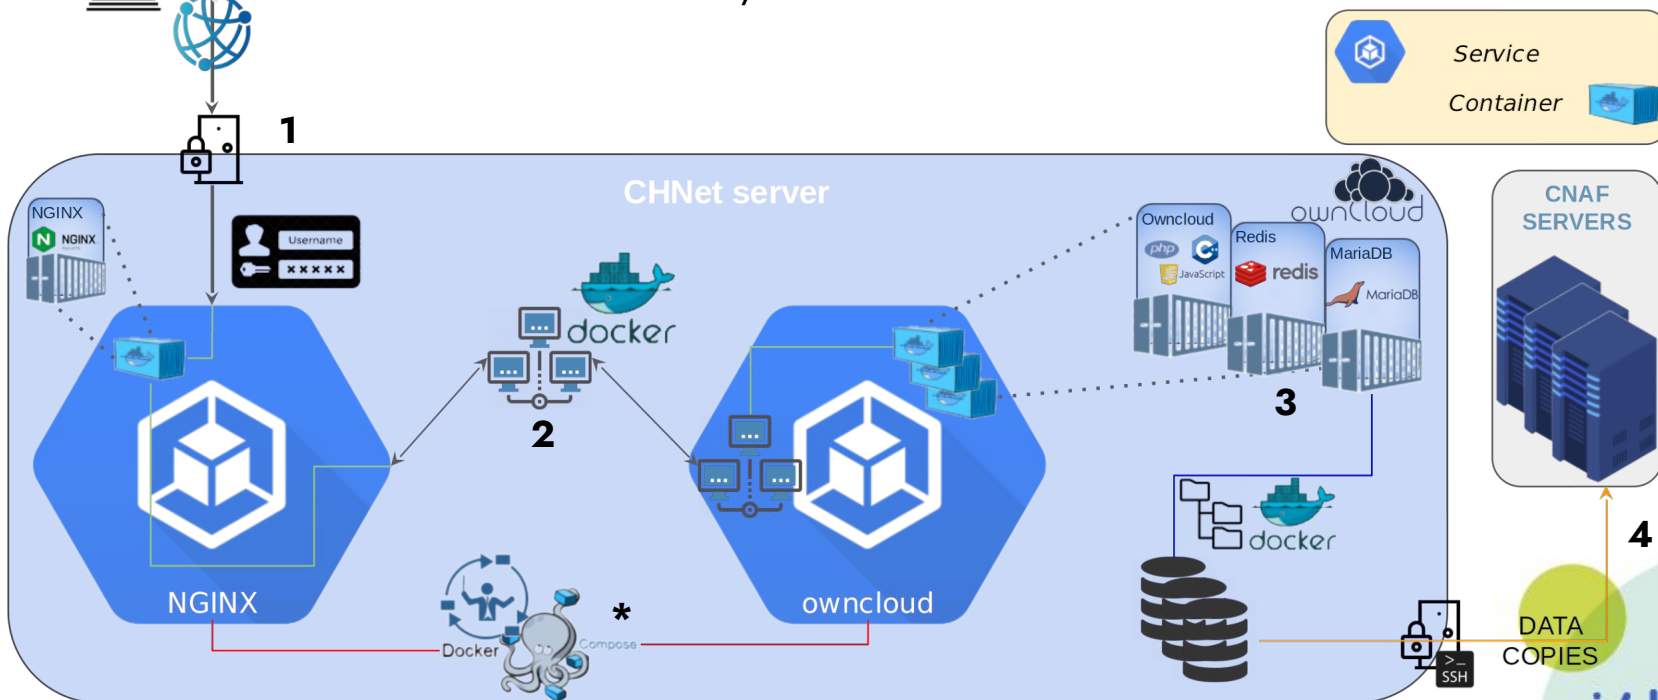 Service
Container
1
CHNet server
ownCloud
CNAF
SERVERS
NGINX
NGINX
Username
×××××
docker
Owncloud
php
C++
JS
JavaScript
Redis
redis
MariaDB
MariaDB
3
2
docker
4
NGINX
owncloud
*
Docker
Compose
DATA
COPIES
>_
SSH